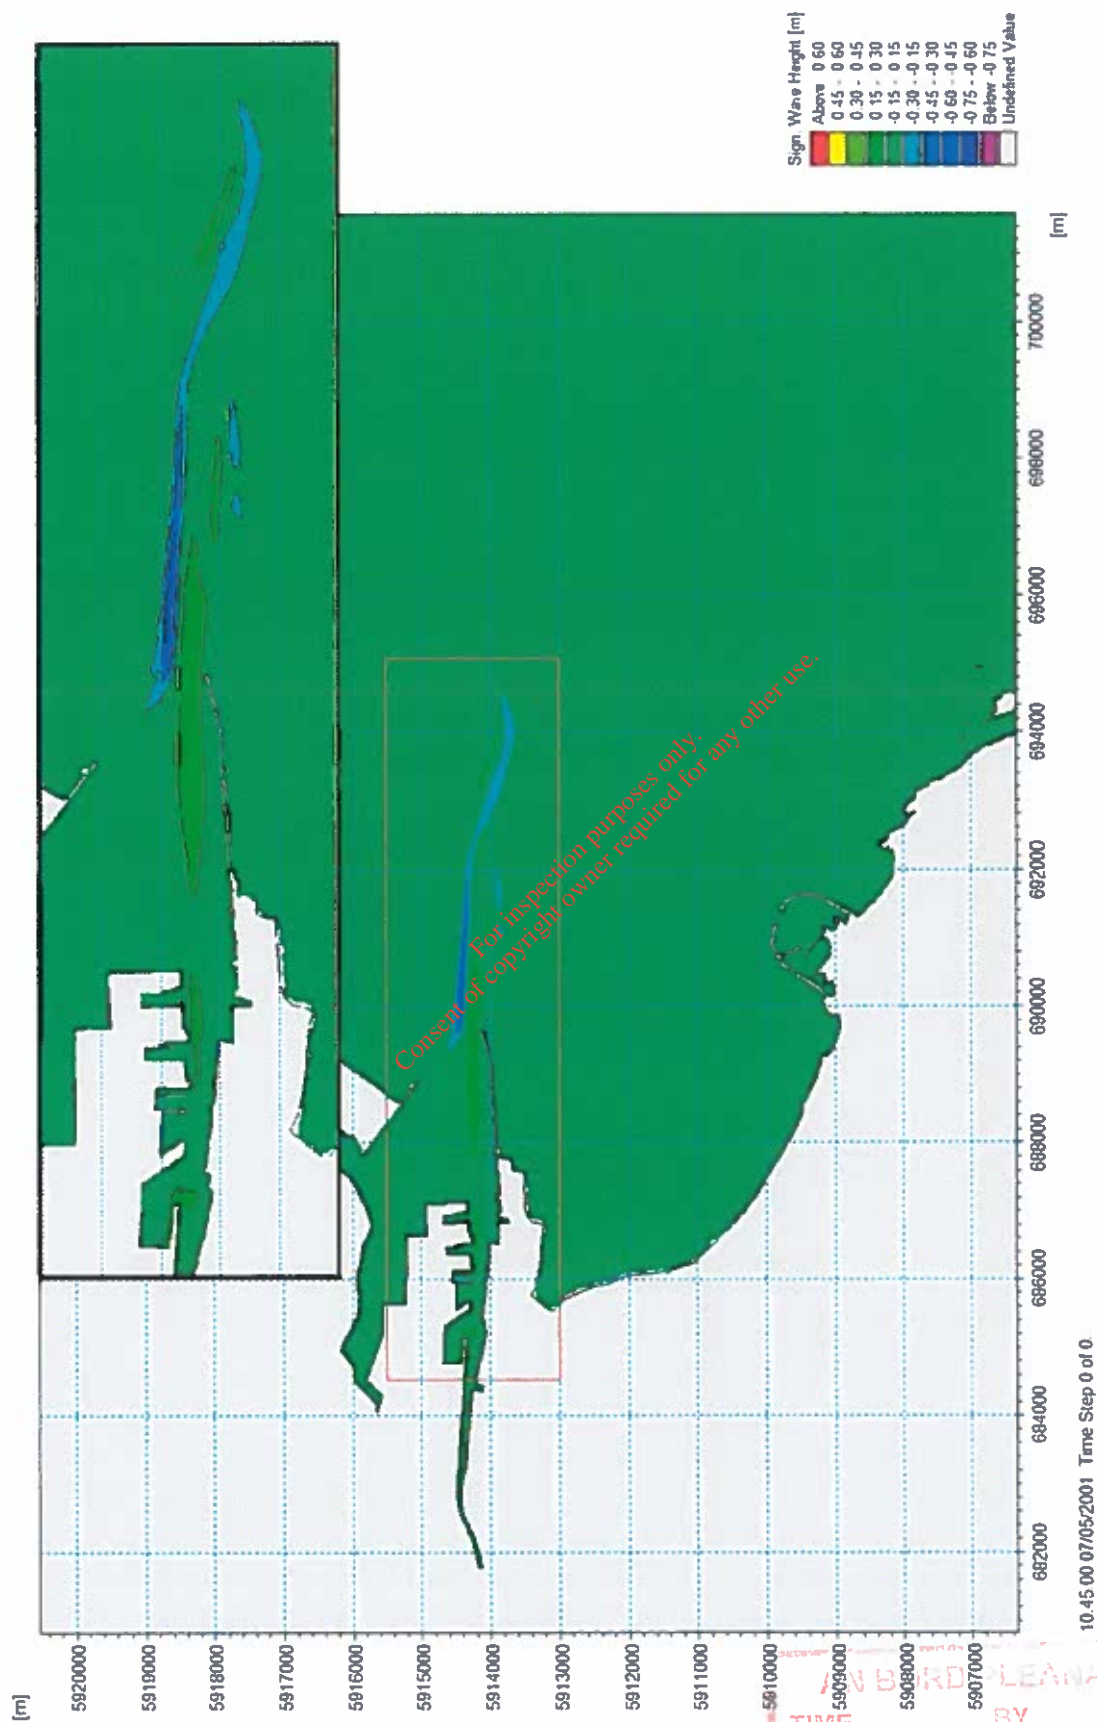 [m]
5920000
5919000
5918000
5917000
5916000
5915000
5914000
5913000
5912000
5911000
5910000
5909000
5908000
5907000
682000
684000
686000
688000
690000
692000
694000
696000
698000
700000
[m]
Sign. Wave Height [m]
Above 0.60
0.45 - 0.60
0.30 - 0.45
0.15 - 0.30
-0.15 - 0.15
-0.30 - -0.15
-0.45 - -0.30
-0.60 - -0.45
-0.75 - -0.60
Below -0.75
Undefined Value
For inspection purposes only.
Consent of copyright owner required for any other use.
10:45:00 07/05/2001 Time Step 0 of 0.
AN BORD PLEANA
TIME BY